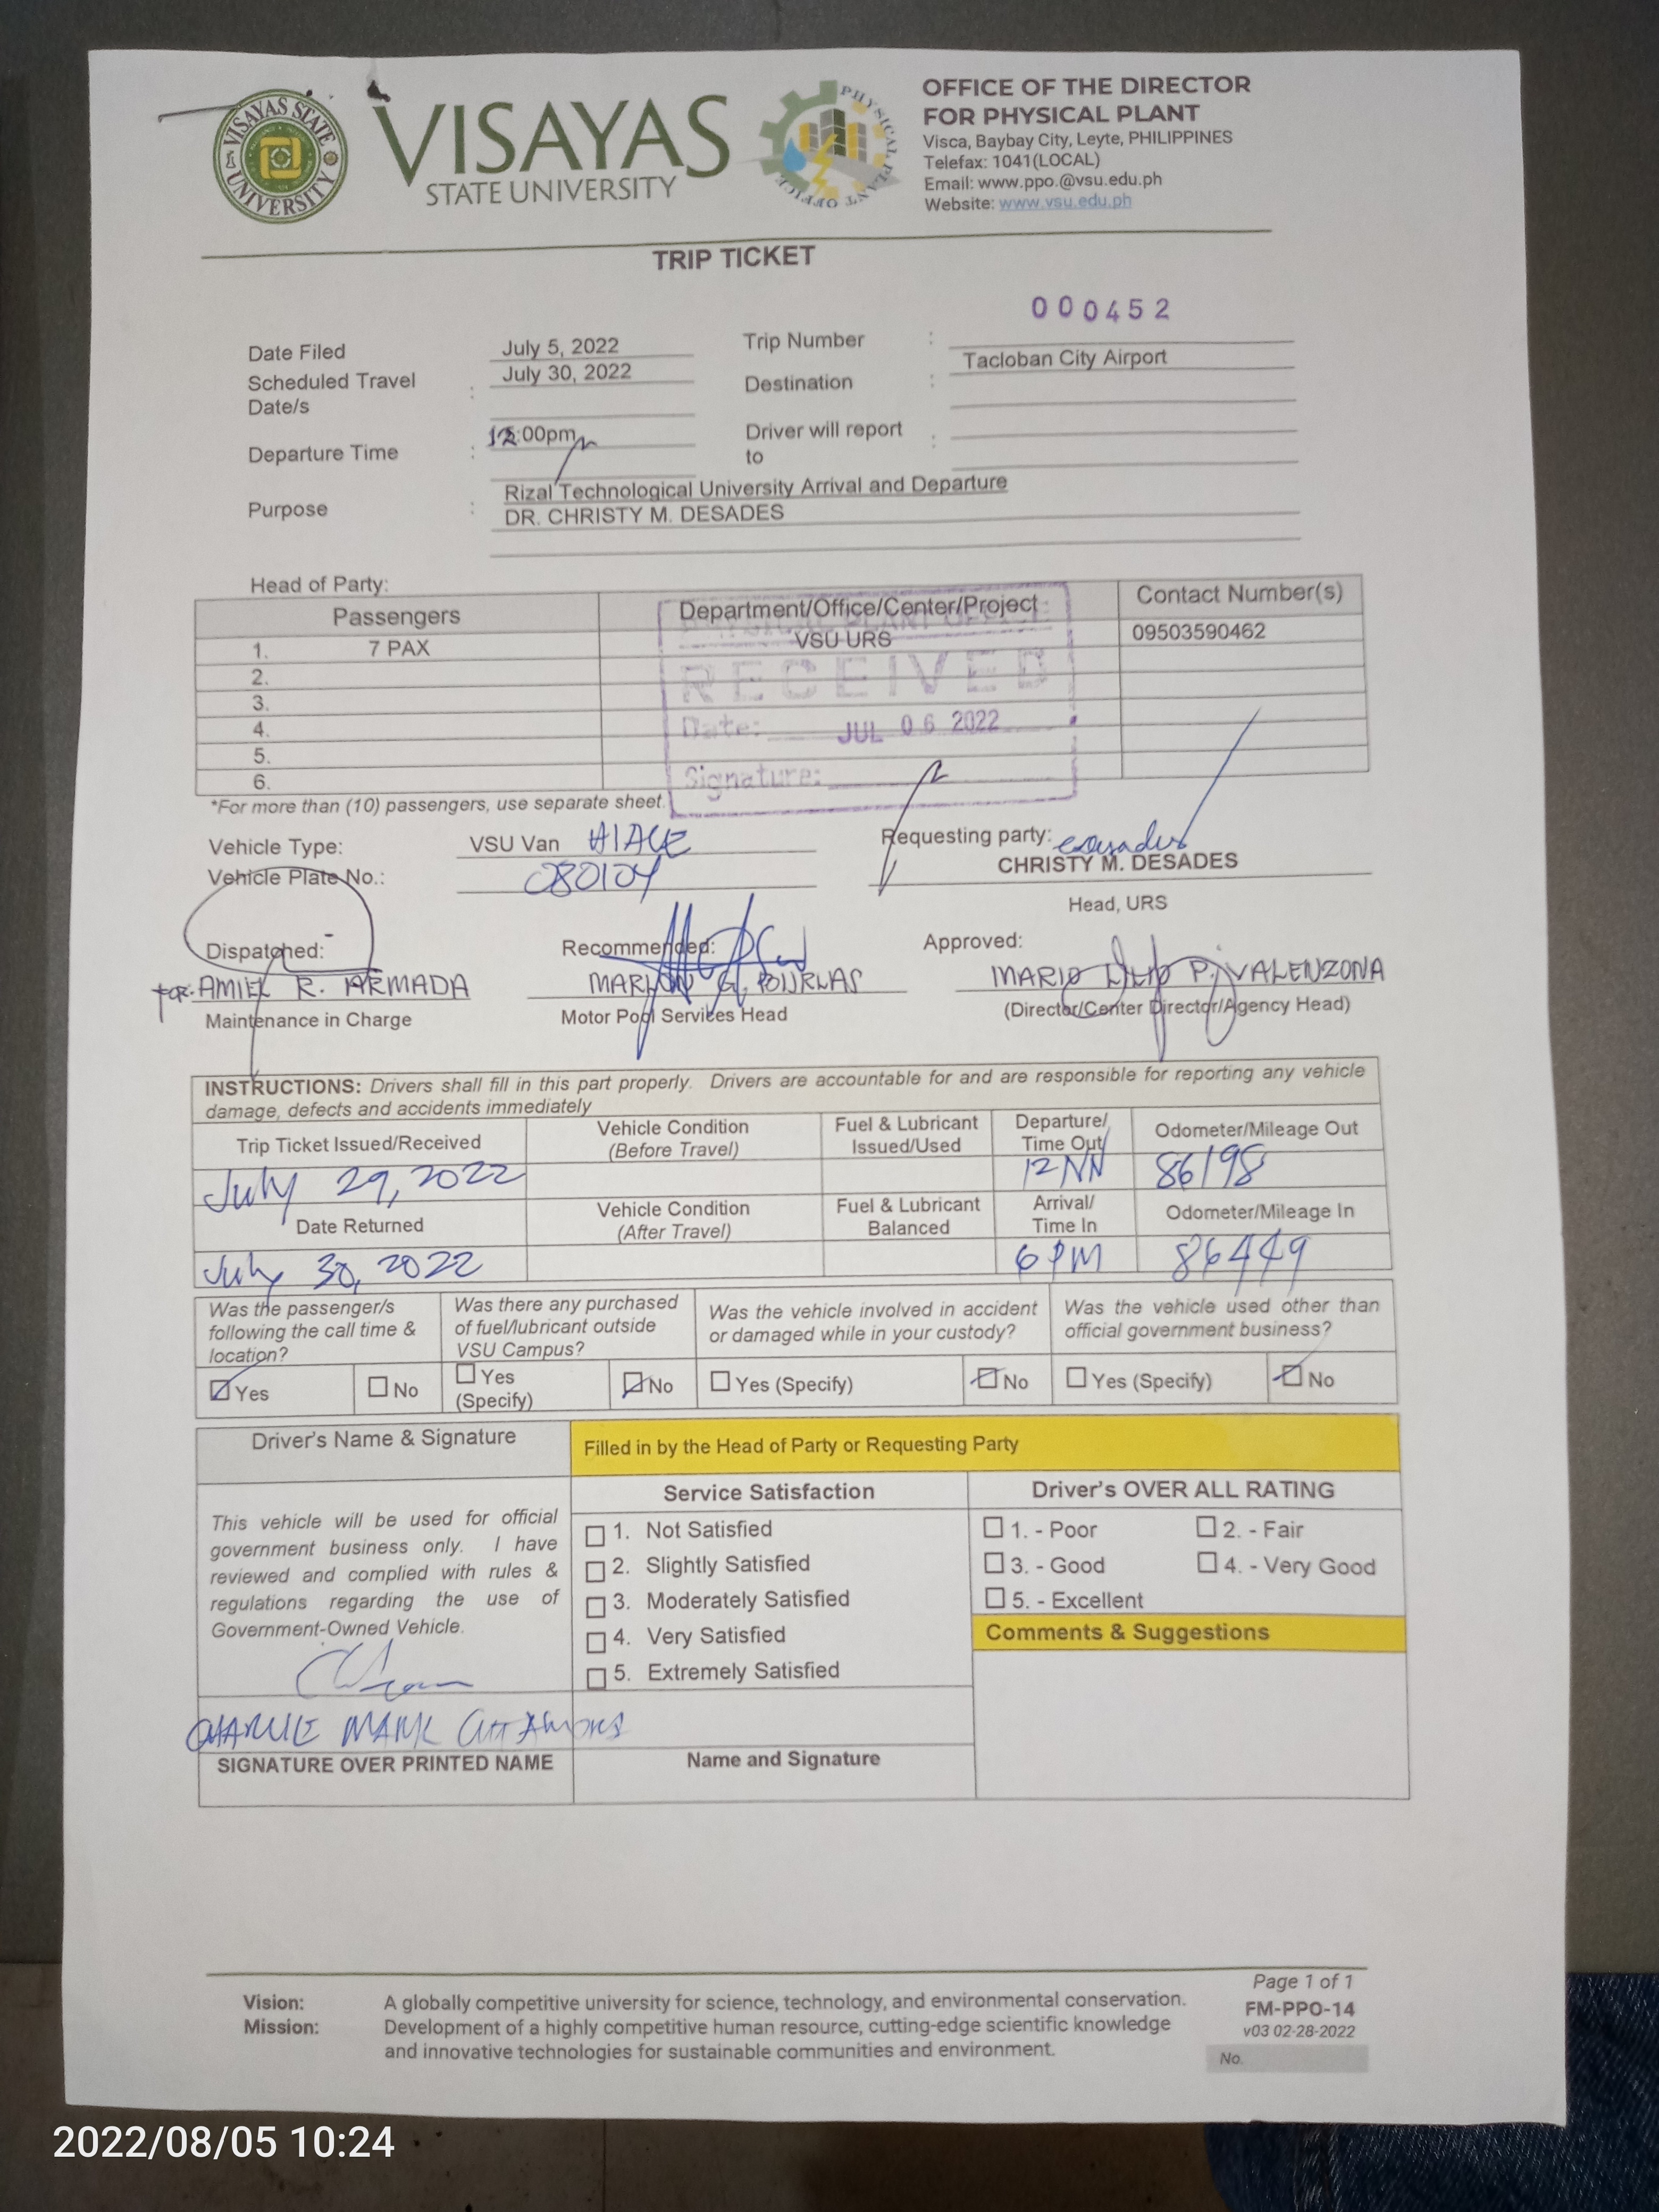 VISAYAS STATE UNIVERSITY
VISAYAS
STATE UNIVERSITY
PHYSICAL PLANT OFFICE
OFFICE OF THE DIRECTOR
FOR PHYSICAL PLANT
Visca, Baybay City, Leyte, PHILIPPINES
Telefax: 1041(LOCAL)
Email: www.ppo.@vsu.edu.ph
Website: www.vsu.edu.ph
TRIP TICKET
000452
Date Filed July 5, 2022 Trip Number :
Scheduled Travel Date/s : July 30, 2022 Destination : Tacloban City Airport
Departure Time : :00pm Driver will report to :
Purpose : Rizal Technological University Arrival and Departure
DR. CHRISTY M. DESADES
Head of Party:
Passengers Department/Office/Center/Project Contact Number(s)
1. 7 PAX VSU URS 09503590462
2.
3.
4.
5.
6.
PHYSICAL PLANT OFFICE
RECEIVED
Date: JUL 06 2022
Signature:
*For more than (10) passengers, use separate sheet.
Vehicle Type: VSU Van HIACE Requesting party:
CHRISTY M. DESADES
Vehicle Plate No.: 080104
Head, URS
Dispatched: Recommended: Approved:
for: AMIEL R. ARMADA MARLON G. MARIO P. VALENZONA
Maintenance in Charge Motor Pool Services Head (Director/Center Director/Agency Head)
INSTRUCTIONS: Drivers shall fill in this part properly. Drivers are accountable for and are responsible for reporting any vehicle
damage, defects and accidents immediately
Trip Ticket Issued/Received Vehicle Condition (Before Travel) Fuel & Lubricant Issued/Used Departure/ Time Out Odometer/Mileage Out
July 29, 2022 12NN 86198
Date Returned Vehicle Condition (After Travel) Fuel & Lubricant Balanced Arrival/ Time In Odometer/Mileage In
July 30, 2022 6PM 86449
Was the passenger/s following the call time & location? Was there any purchased of fuel/lubricant outside VSU Campus? Was the vehicle involved in accident or damaged while in your custody? Was the vehicle used other than official government business?
Yes No Yes (Specify) No Yes (Specify) No Yes (Specify) No
Driver's Name & Signature Filled in by the Head of Party or Requesting Party
Service Satisfaction Driver's OVER ALL RATING
This vehicle will be used for official
government business only. I have
reviewed and complied with rules &
regulations regarding the use of
Government-Owned Vehicle.
1. Not Satisfied
2. Slightly Satisfied
3. Moderately Satisfied
4. Very Satisfied
5. Extremely Satisfied
1. - Poor 2. - Fair
3. - Good 4. - Very Good
5. - Excellent
Comments & Suggestions
CHARLIE MARK
SIGNATURE OVER PRINTED NAME Name and Signature
Vision: A globally competitive university for science, technology, and environmental conservation.
Mission: Development of a highly competitive human resource, cutting-edge scientific knowledge
and innovative technologies for sustainable communities and environment.
Page 1 of 1
FM-PPO-14
v03 02-28-2022
No.
2022/08/05 10:24